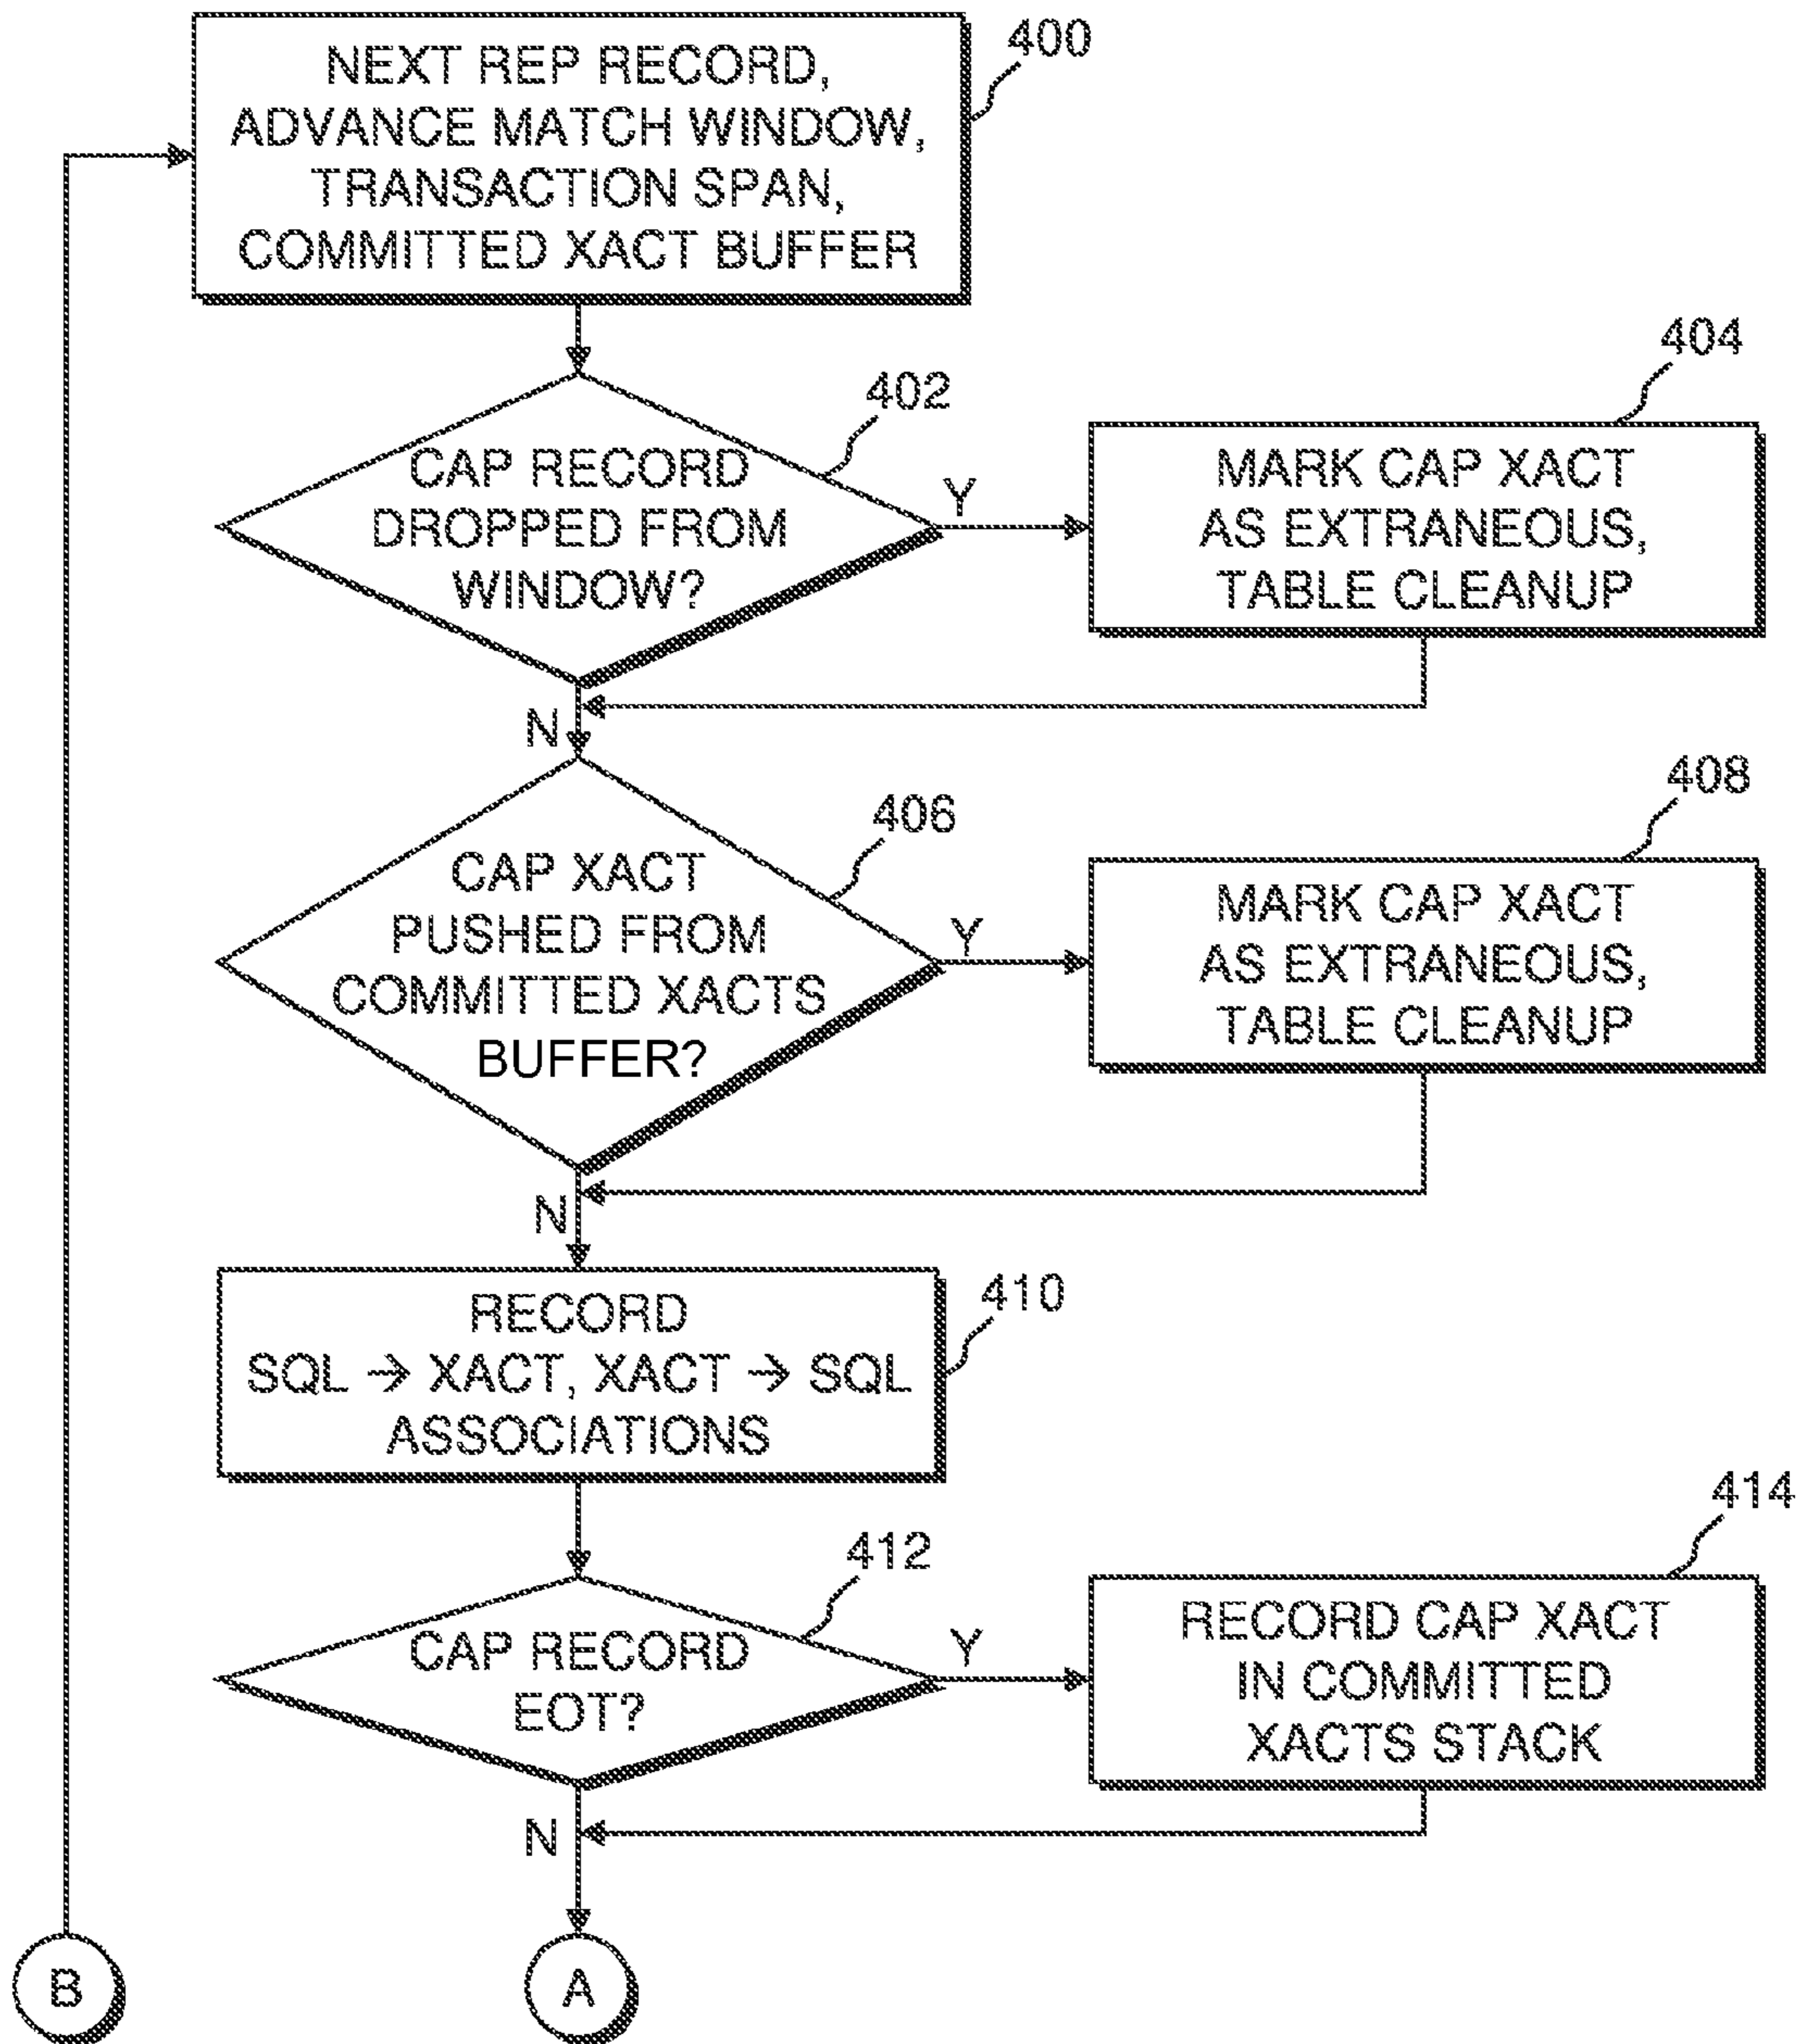 400
NEXT REP RECORD,
ADVANCE MATCH WINDOW,
TRANSACTION SPAN,
COMMITTED XACT BUFFER
402
CAP RECORD
DROPPED FROM
WINDOW?
Y
N
404
MARK CAP XACT
AS EXTRANEOUS,
TABLE CLEANUP
406
CAP XACT
PUSHED FROM
COMMITTED XACTS
BUFFER?
Y
N
408
MARK CAP XACT
AS EXTRANEOUS,
TABLE CLEANUP
410
RECORD
SQL → XACT, XACT → SQL
ASSOCIATIONS
412
CAP RECORD
EOT?
Y
N
414
RECORD CAP XACT
IN COMMITTED
XACTS STACK
B
A